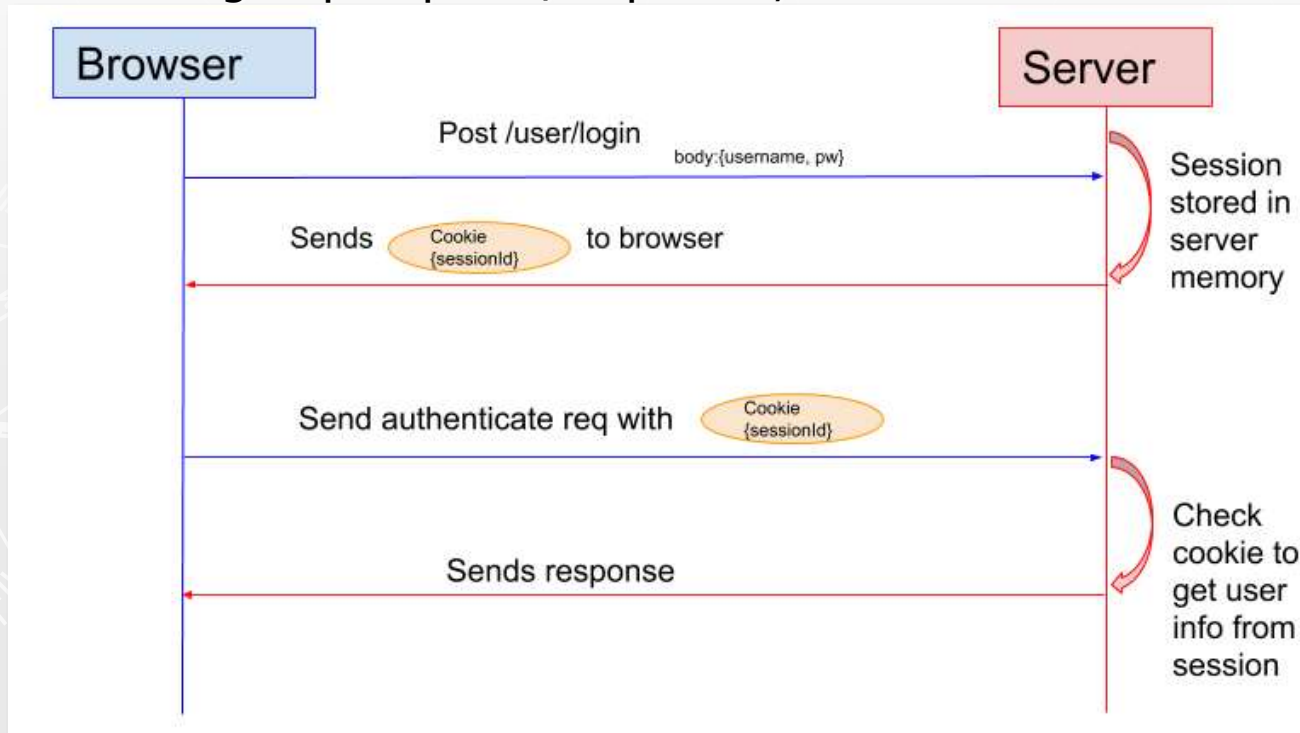 Browser
Server
Post /user/login
body:{username, pw}
Session
stored in
server
memory
Sends
Cookie
{sessionId}
to browser
Send authenticate req with
Cookie
{sessionId}
Check
cookie to
get user
info from
session
Sends response